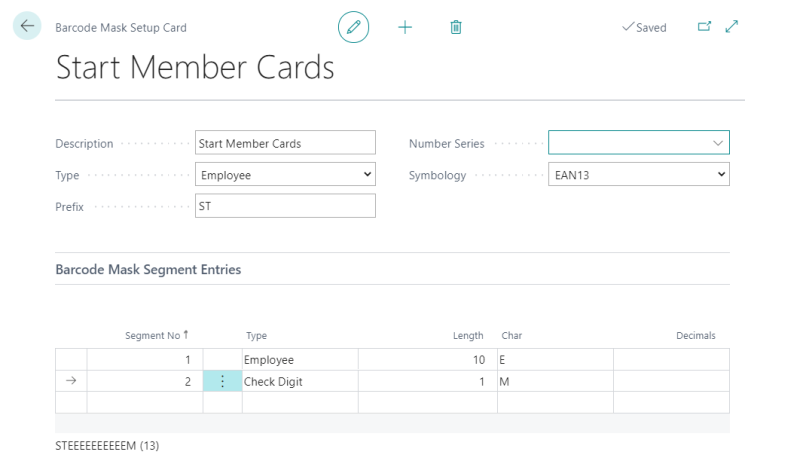 Barcode Mask Setup Card
Saved
Start Member Cards
Description Start Member Cards Number Series
Type Employee Symbology EAN13
Prefix ST
Barcode Mask Segment Entries
Segment No ↑ Type Length Char Decimals
1 Employee 10 E
2 Check Digit 1 M
STEEEEEEEEEEM (13)